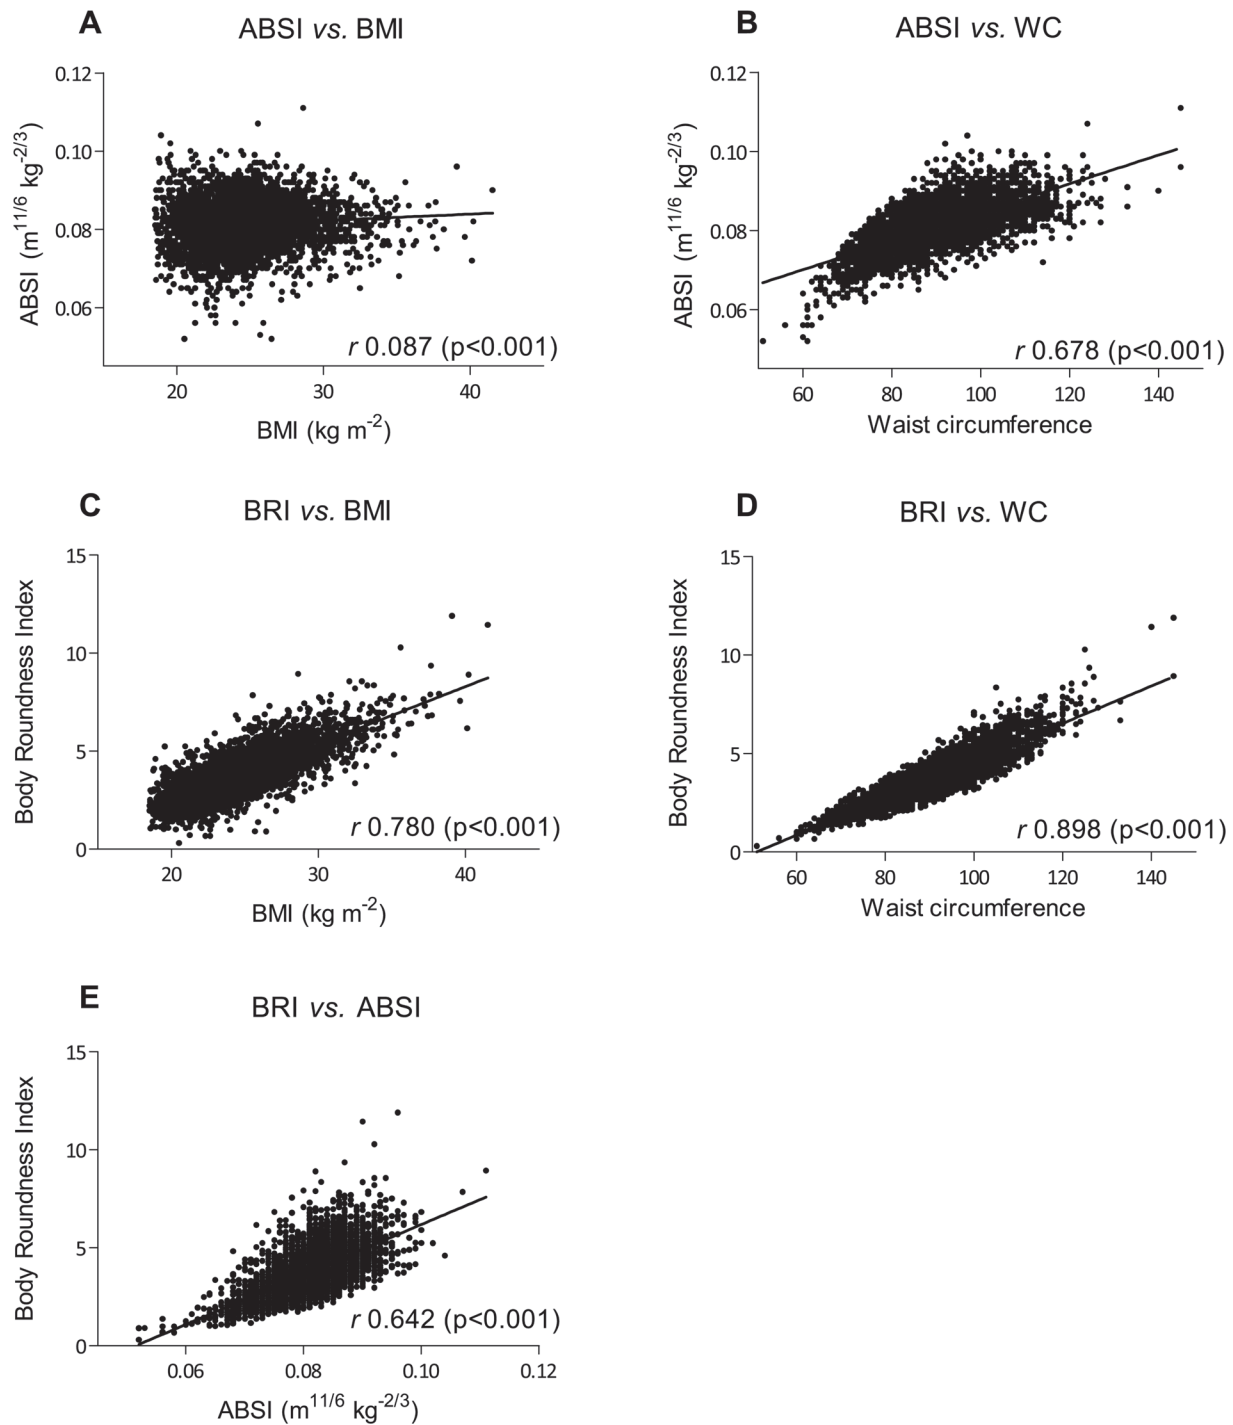 A
ABSI vs. BMI
ABSI (m11/6 kg-2/3)
0.12
0.10
0.08
0.06
r 0.087 (p<0.001)
20 30 40
BMI (kg m-2)
B
ABSI vs. WC
ABSI (m11/6 kg-2/3)
0.12
0.10
0.08
0.06
r 0.678 (p<0.001)
60 80 100 120 140
Waist circumference
C
BRI vs. BMI
Body Roundness Index
15
10
5
0
r 0.780 (p<0.001)
20 30 40
BMI (kg m-2)
D
BRI vs. WC
Body Roundness Index
15
10
5
0
r 0.898 (p<0.001)
60 80 100 120 140
Waist circumference
E
BRI vs. ABSI
Body Roundness Index
15
10
5
0
r 0.642 (p<0.001)
0.06 0.08 0.10 0.12
ABSI (m11/6 kg-2/3)